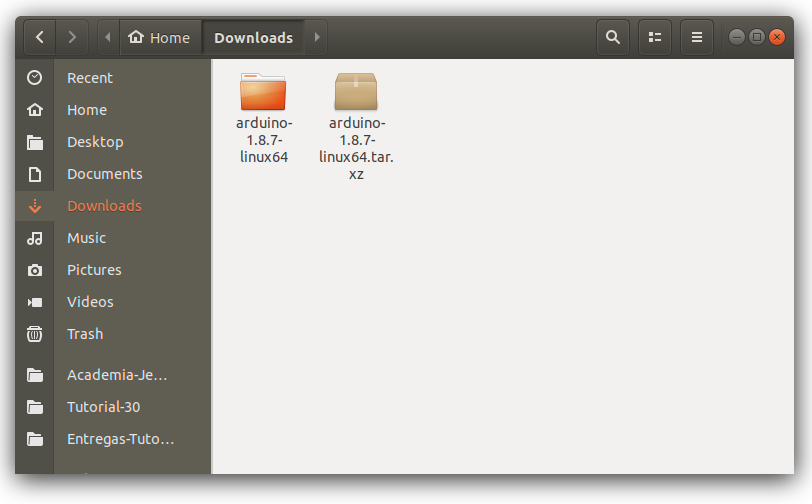 Home
Downloads
Recent
Home
Desktop
Documents
Downloads
Music
Pictures
Videos
Trash
Academia-Je...
Tutorial-30
Entregas-Tuto...
arduino-
1.8.7-
linux64
arduino-
1.8.7-
linux64.tar.
xz